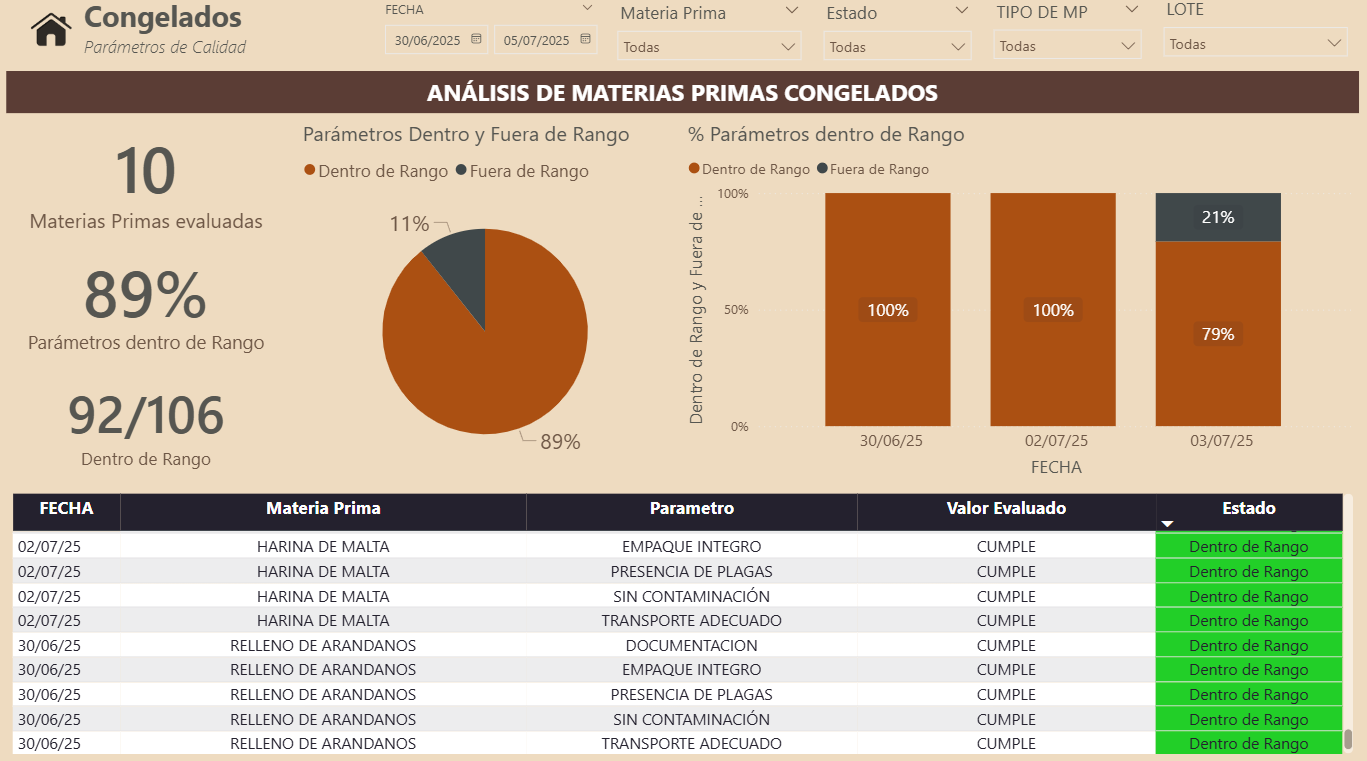 Congelados
Parámetros de Calidad
FECHA
30/06/2025 05/07/2025
Materia Prima
Todas
Estado
Todas
TIPO DE MP
Todas
LOTE
Todas
ANÁLISIS DE MATERIAS PRIMAS CONGELADOS
10
Materias Primas evaluadas
89%
Parámetros dentro de Rango
92/106
Dentro de Rango
Parámetros Dentro y Fuera de Rango
Dentro de Rango Fuera de Rango
11%
89%
% Parámetros dentro de Rango
Dentro de Rango Fuera de Rango
Dentro de Rango y Fuera de ...
100%
50%
0%
100%
100%
21%
79%
30/06/25 02/07/25 03/07/25
FECHA
FECHA Materia Prima Parametro Valor Evaluado Estado
02/07/25 HARINA DE MALTA EMPAQUE INTEGRO CUMPLE Dentro de Rango
02/07/25 HARINA DE MALTA PRESENCIA DE PLAGAS CUMPLE Dentro de Rango
02/07/25 HARINA DE MALTA SIN CONTAMINACIÓN CUMPLE Dentro de Rango
02/07/25 HARINA DE MALTA TRANSPORTE ADECUADO CUMPLE Dentro de Rango
30/06/25 RELLENO DE ARANDANOS DOCUMENTACION CUMPLE Dentro de Rango
30/06/25 RELLENO DE ARANDANOS EMPAQUE INTEGRO CUMPLE Dentro de Rango
30/06/25 RELLENO DE ARANDANOS PRESENCIA DE PLAGAS CUMPLE Dentro de Rango
30/06/25 RELLENO DE ARANDANOS SIN CONTAMINACIÓN CUMPLE Dentro de Rango
30/06/25 RELLENO DE ARANDANOS TRANSPORTE ADECUADO CUMPLE Dentro de Rango